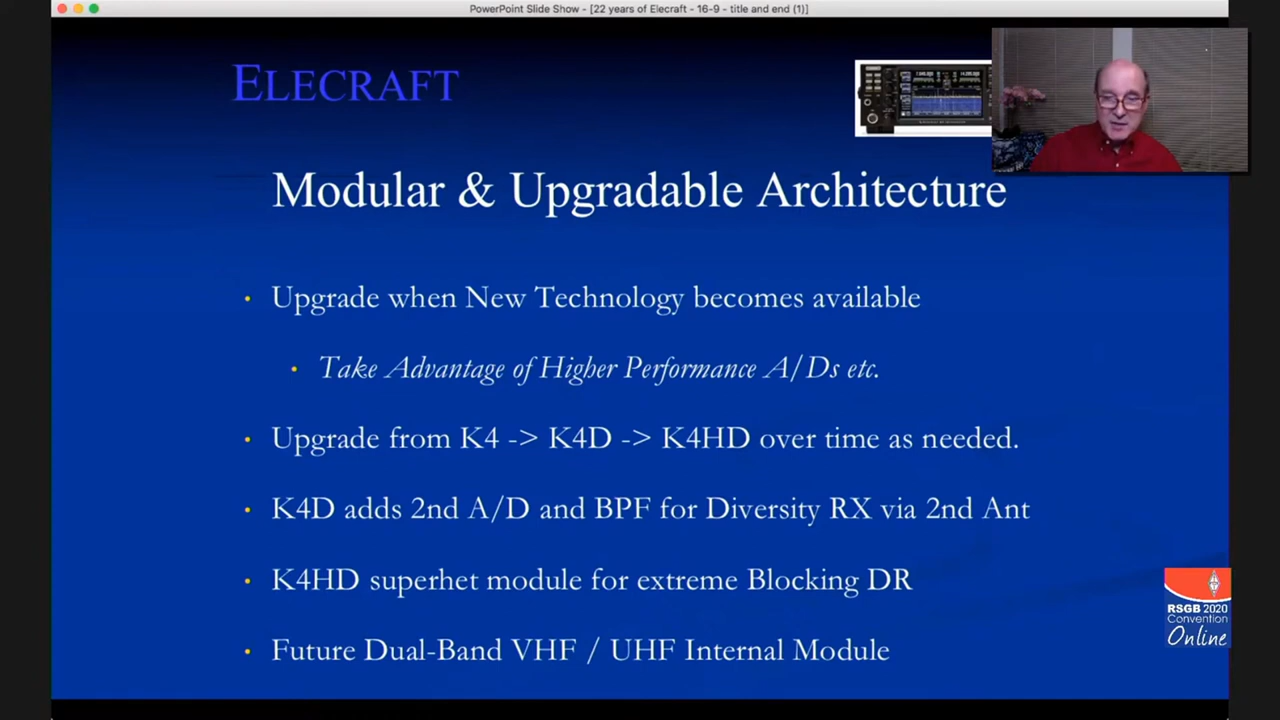 PowerPoint Slide Show - [22 years of Elecraft - 16-9 - title and end (1)]
ELECRAFT
Modular & Upgradable Architecture
• Upgrade when New Technology becomes available
• Take Advantage of Higher Performance A/Ds etc.
• Upgrade from K4 -> K4D -> K4HD over time as needed.
• K4D adds 2nd A/D and BPF for Diversity RX via 2nd Ant
• K4HD superhet module for extreme Blocking DR
• Future Dual-Band VHF / UHF Internal Module
RSGB 2020
Convention
Online